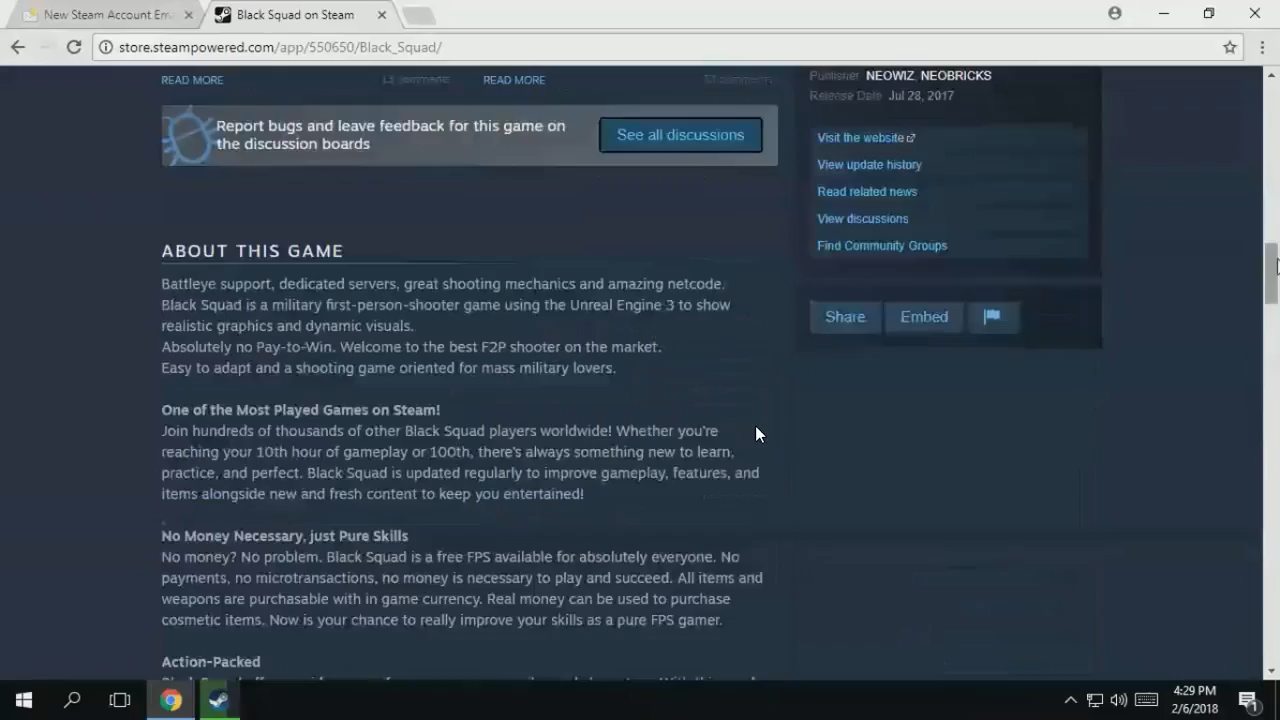 New Steam Account Ema
Black Squad on Steam
store.steampowered.com/app/550650/Black_Squad/
READ MORE
READ MORE
Publisher NEOWIZ, NEOBRICKS
Release Date Jul 28, 2017
Report bugs and leave feedback for this game on
the discussion boards
See all discussions
Visit the website
View update history
Read related news
View discussions
Find Community Groups
Share
Embed
ABOUT THIS GAME
Battleye support, dedicated servers, great shooting mechanics and amazing netcode.
Black Squad is a military first-person-shooter game using the Unreal Engine 3 to show
realistic graphics and dynamic visuals.
Absolutely no Pay-to-Win. Welcome to the best F2P shooter on the market.
Easy to adapt and a shooting game oriented for mass military lovers.
One of the Most Played Games on Steam!
Join hundreds of thousands of other Black Squad players worldwide! Whether you're
reaching your 10th hour of gameplay or 100th, there's always something new to learn,
practice, and perfect. Black Squad is updated regularly to improve gameplay, features, and
items alongside new and fresh content to keep you entertained!
No Money Necessary, just Pure Skills
No money? No problem. Black Squad is a free FPS available for absolutely everyone. No
payments, no microtransactions, no money is necessary to play and succeed. All items and
weapons are purchasable with in game currency. Real money can be used to purchase
cosmetic items. Now is your chance to really improve your skills as a pure FPS gamer.
Action-Packed
4:29 PM
2/6/2018
1